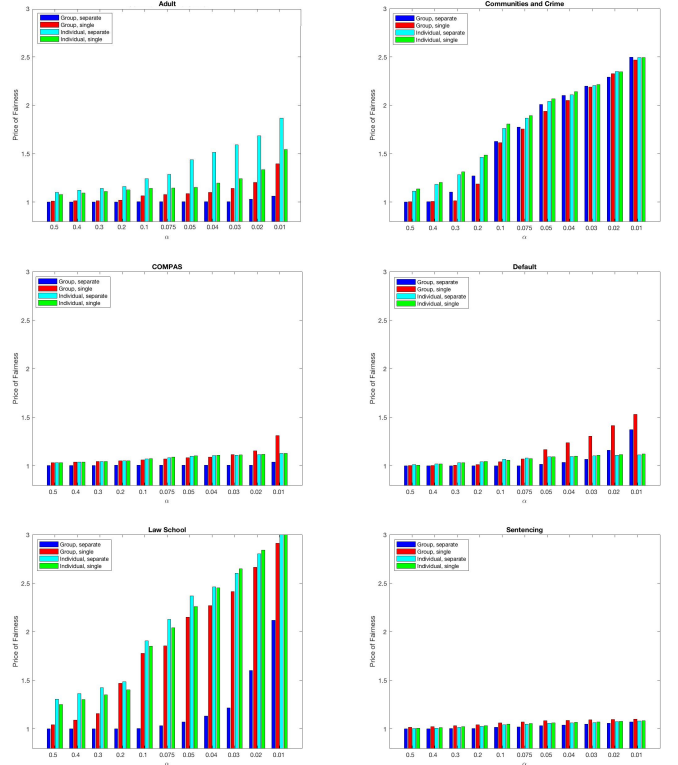 Adult
3
2.5
2
1.5
1
Price of Fairness
Group, separate
Group, single
Individual, separate
Individual, single
0.5 0.4 0.3 0.2 0.1 0.075 0.05 0.04 0.03 0.02 0.01
α
Communities and Crime
3
2.5
2
1.5
1
Price of Fairness
Group, separate
Group, single
Individual, separate
Individual, single
0.5 0.4 0.3 0.2 0.1 0.075 0.05 0.04 0.03 0.02 0.01
α
COMPAS
3
2.5
2
1.5
1
Price of Fairness
Group, separate
Group, single
Individual, separate
Individual, single
0.5 0.4 0.3 0.2 0.1 0.075 0.05 0.04 0.03 0.02 0.01
α
Default
3
2.5
2
1.5
1
Price of Fairness
Group, separate
Group, single
Individual, separate
Individual, single
0.5 0.4 0.3 0.2 0.1 0.075 0.05 0.04 0.03 0.02 0.01
α
Law School
3
2.5
2
1.5
1
Price of Fairness
Group, separate
Group, single
Individual, separate
Individual, single
0.5 0.4 0.3 0.2 0.1 0.075 0.05 0.04 0.03 0.02 0.01
α
Sentencing
3
2.5
2
1.5
1
Price of Fairness
Group, separate
Group, single
Individual, separate
Individual, single
0.5 0.4 0.3 0.2 0.1 0.075 0.05 0.04 0.03 0.02 0.01
α